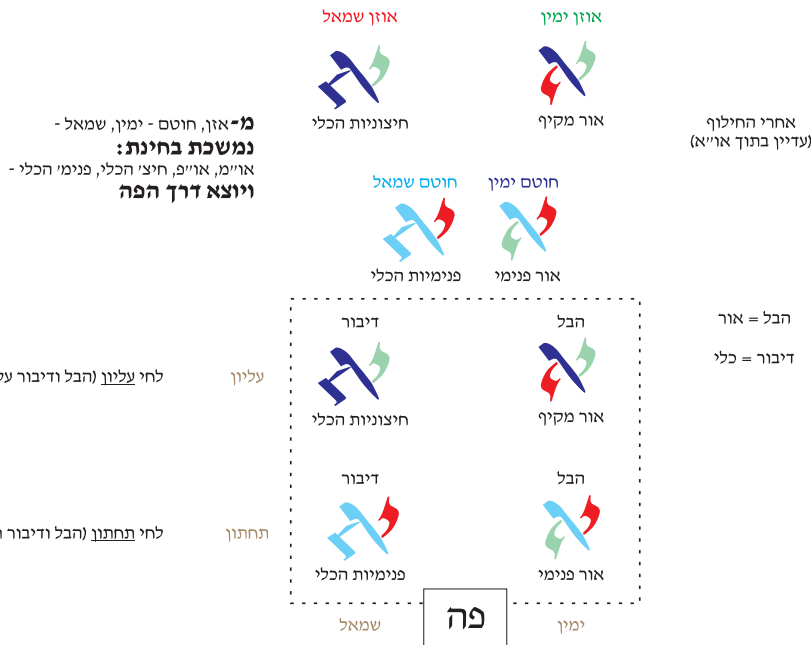 אוזן ימין
אוזן שמאל
אור מקיף
חיצוניות הכלי
אחרי החילוף
(עדיין בתוך או"א)
מ-אזן, חוטם - ימין, שמאל -
נמשכת בחינת:
או"מ, או"פ, חיצ' הכלי, פנימ' הכלי -
ויוצא דרך הפה
חוטם ימין
חוטם שמאל
אור פנימי
פנימיות הכלי
הבל = אור
דיבור = כלי
הבל
דיבור
אור מקיף
חיצוניות הכלי
עליון
לחי עליון (הבל ודיבור
הבל
דיבור
אור פנימי
פנימיות הכלי
תחתון
לחי תחתון (הבל ודיבור
ימין
פה
שמאל